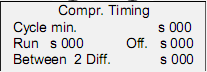 Compr. Timing
Cycle min. s 000
Run s 000 Off. s 000
Between 2 Diff. s 000